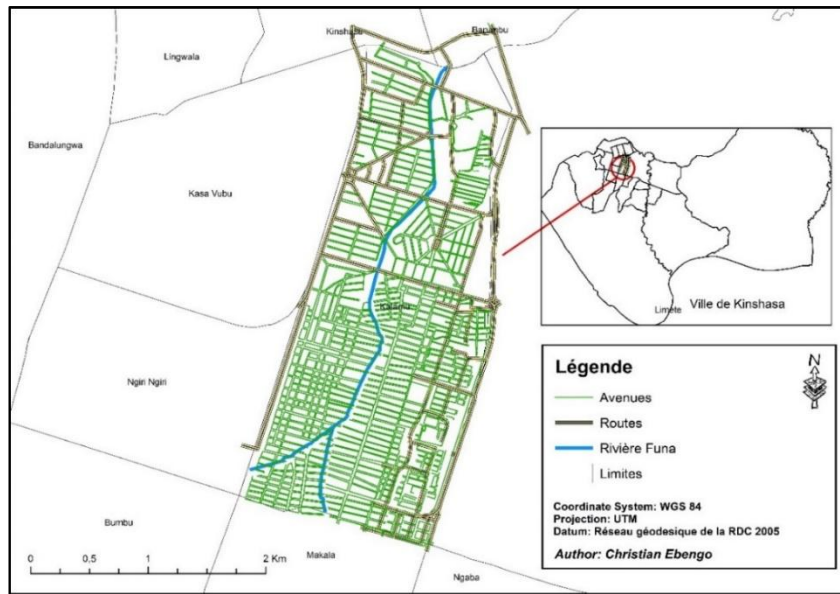 Kinshasa
Barumbu
Lingwala
Bandalungwa
Kasa Vubu
Kalamu
Limete
Ville de Kinshasa
Ngiri Ngiri
Bumbu
Makala
Ngaba
0 0,5 1 2 Km
Légende
N
Avenues
Routes
Rivière Funa
Limites
Coordinate System: WGS 84
Projection: UTM
Datum: Réseau géodesique de la RDC 2005
Author: Christian Ebengo